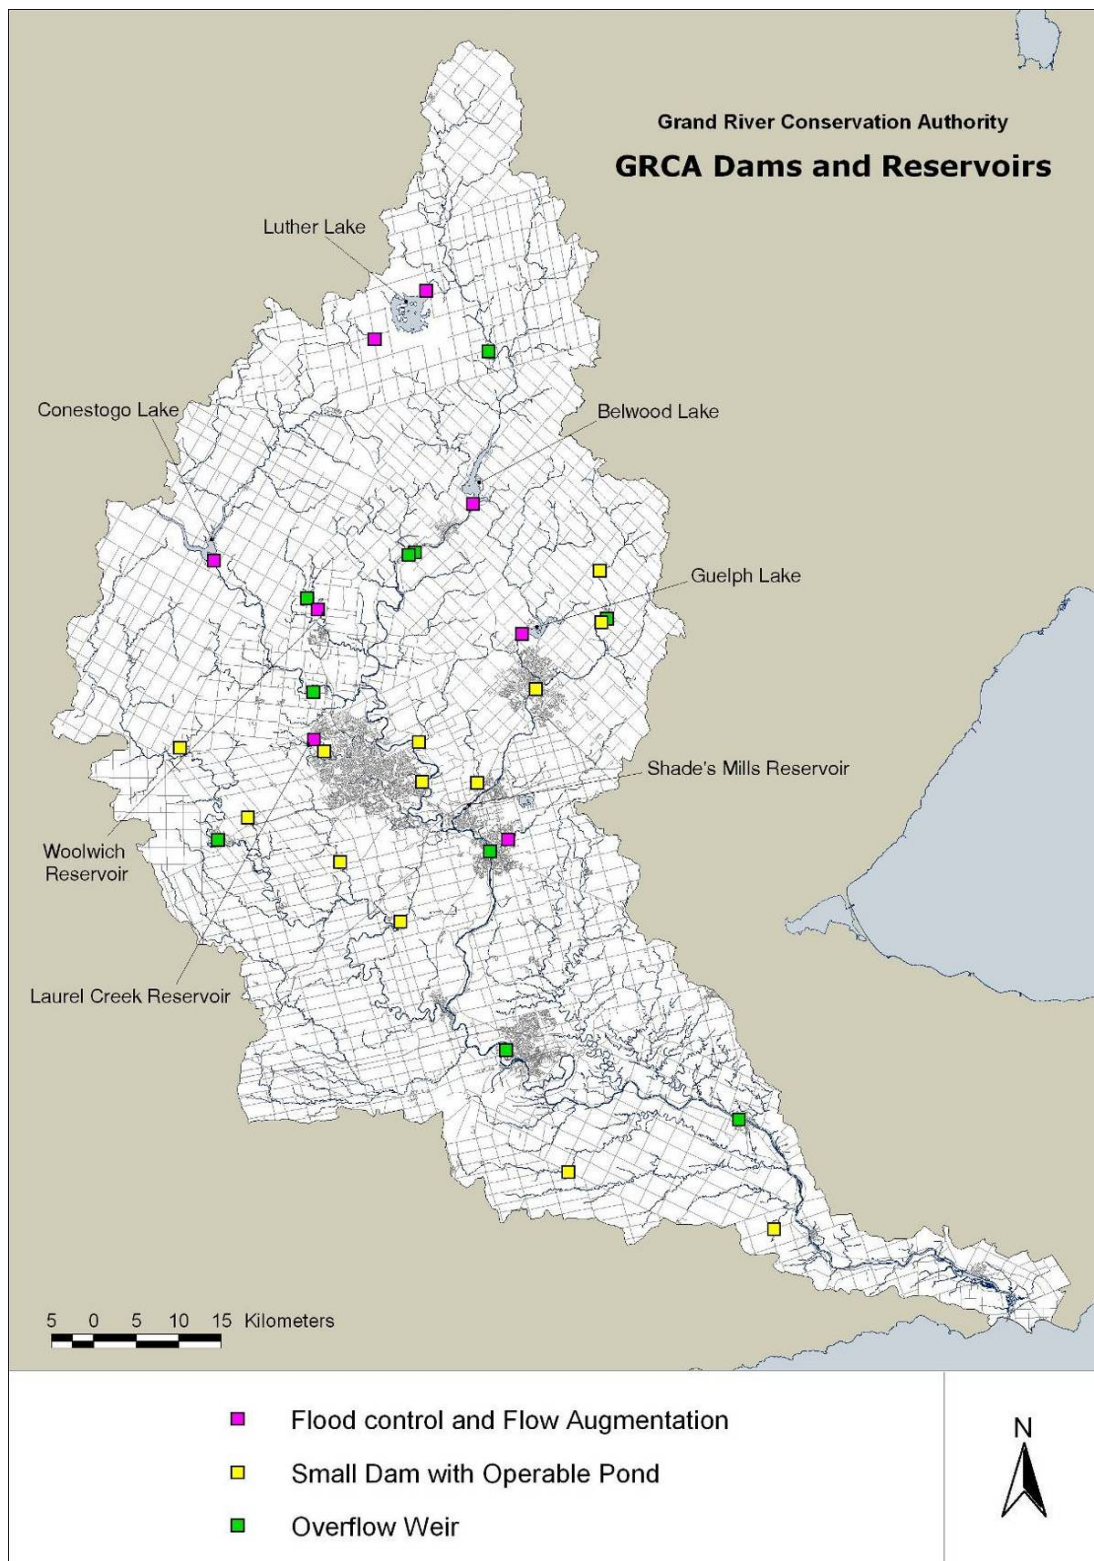 Grand River Conservation Authority
GRCA Dams and Reservoirs
Luther Lake
Conestogo Lake
Belwood Lake
Guelph Lake
Shade's Mills Reservoir
Woolwich
Reservoir
Laurel Creek Reservoir
5 0 5 10 15 Kilometers
Flood control and Flow Augmentation
Small Dam with Operable Pond
Overflow Weir
N